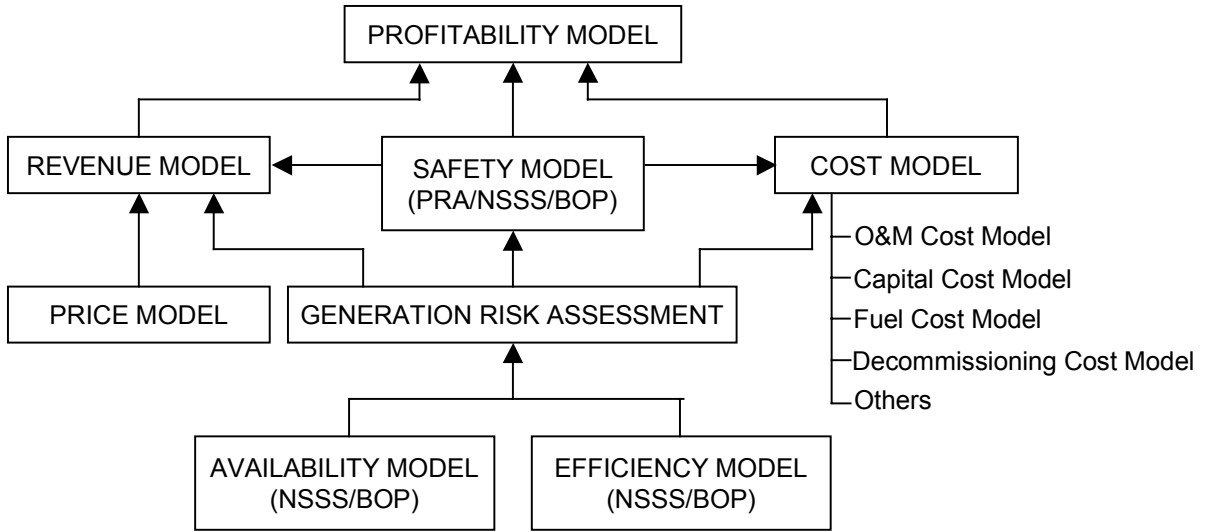 PROFITABILITY MODEL
REVENUE MODEL
SAFETY MODEL
(PRA/NSSS/BOP)
COST MODEL
O&M Cost Model
Capital Cost Model
Fuel Cost Model
Decommissioning Cost Model
Others
PRICE MODEL
GENERATION RISK ASSESSMENT
AVAILABILITY MODEL
(NSSS/BOP)
EFFICIENCY MODEL
(NSSS/BOP)